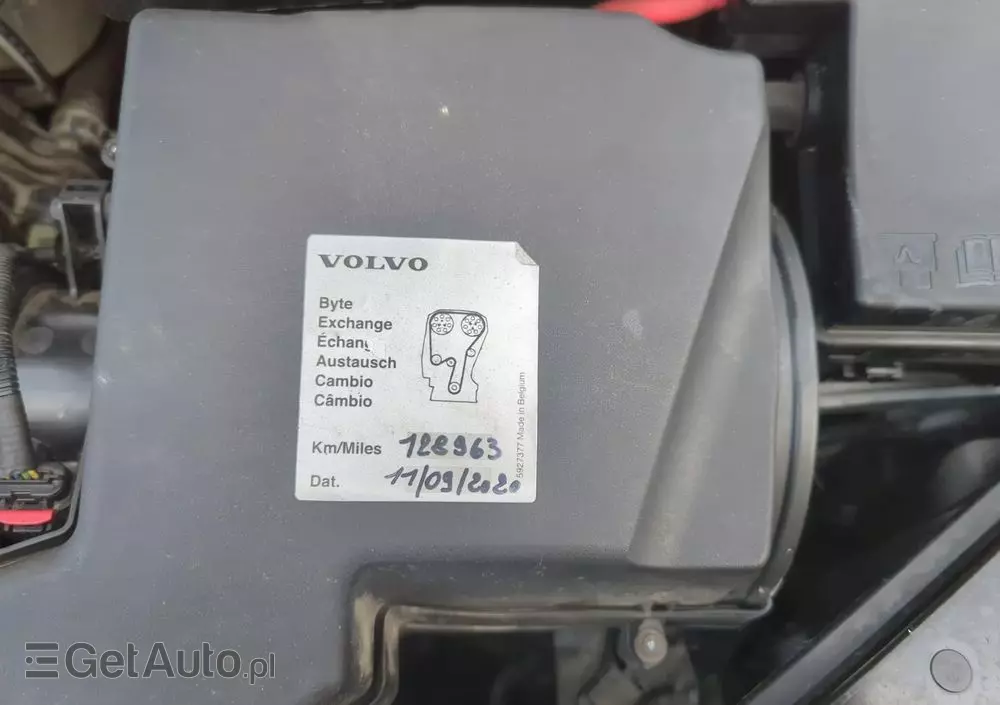 VOLVO
Byte
Exchange
Échang
Austausch
Cambio
Câmbio
Km/Miles 128963
Dat. 11/09/2020
5927377 Made in Belgium
GetAuto.pl